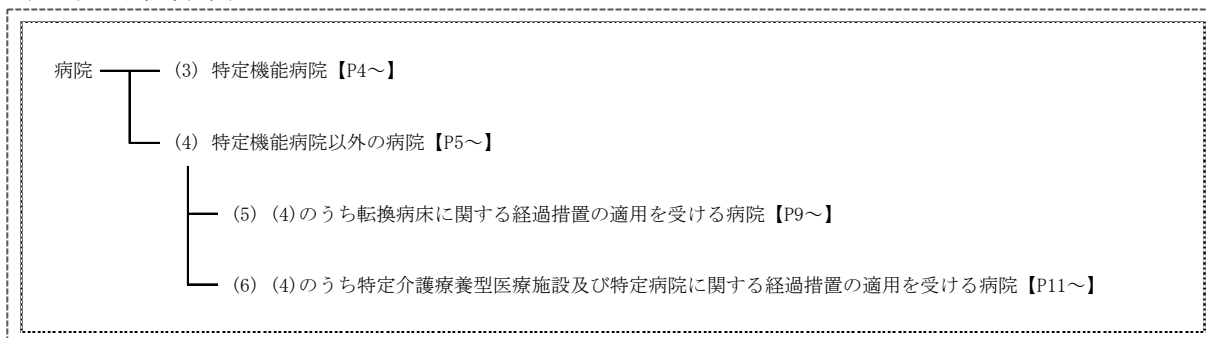 病院 (3) 特定機能病院【P4～】
(4) 特定機能病院以外の病院【P5～】
(5) (4)のうち転換病床に関する経過措置の適用を受ける病院【P9～】
(6) (4)のうち特定介護療養型医療施設及び特定病院に関する経過措置の適用を受ける病院【P11～】